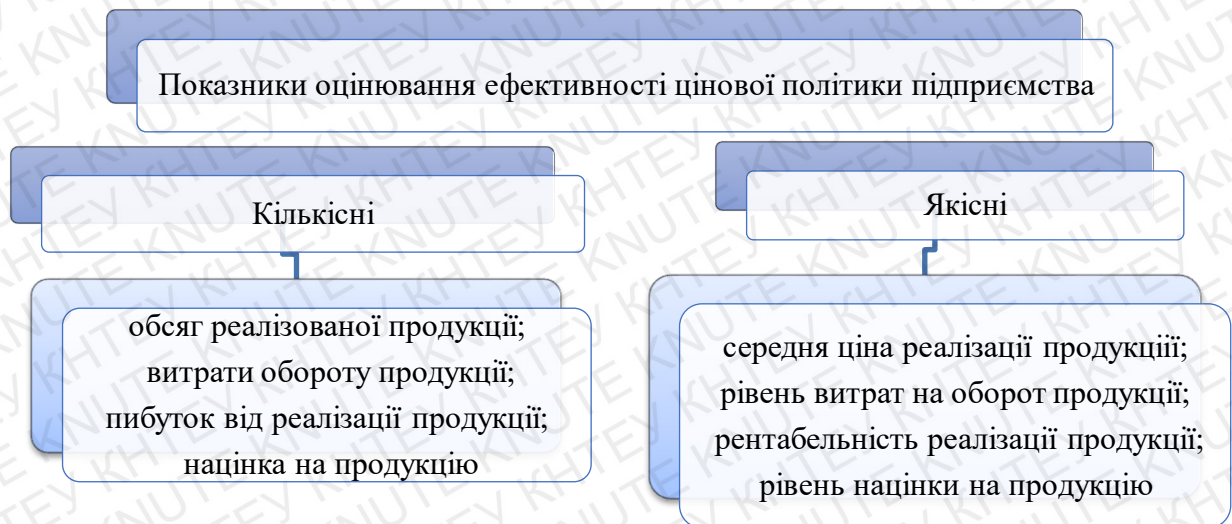 Показники оцінювання ефективності цінової політики підприємства
Кількісні
Якісні
обсяг реалізованої продукції;
витрати обороту продукції;
пибуток від реалізації продукції;
націнка на продукцію
середня ціна реалізації продукціії;
рівень витрат на оборот продукції;
рентабельність реалізації продукції;
рівень націнки на продукцію